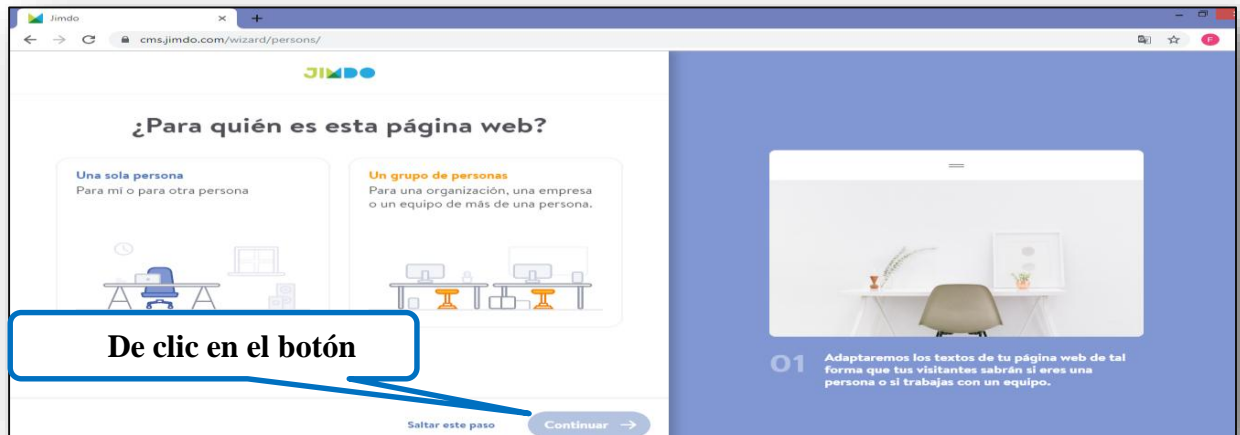 Jimdo
cms.jimdo.com/wizard/persons/
F
JIMDO
¿Para quién es esta página web?
Una sola persona
Para mí o para otra persona
Un grupo de personas
Para una organización, una empresa
o un equipo de más de una persona.
De clic en el botón
Saltar este paso
Continuar →
01
Adaptaremos los textos de tu página web de tal
forma que tus visitantes sabrán si eres una
persona o si trabajas con un equipo.